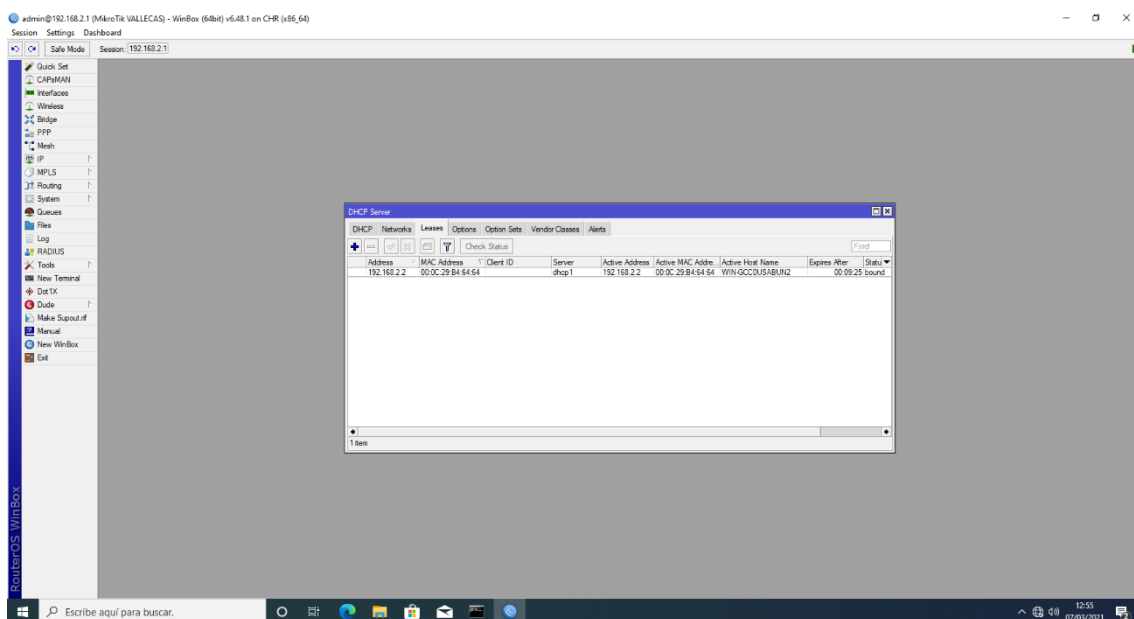 admin@192.168.2.1 (MikroTik VALLECAS) - WinBox (64bit) v6.48.1 on CHR (x86_64)
Session Settings Dashboard
Safe Mode Session: 192.168.2.1
Quick Set
CAPsMAN
Interfaces
Wireless
Bridge
PPP
Mesh
IP
MPLS
Routing
System
Queues
Files
Log
RADIUS
Tools
New Terminal
Dot1X
Dude
Make Supout.rif
Manual
New WinBox
Exit
RouterOS WinBox
DHCP Server
DHCP Networks Leases Options Option Sets Vendor Classes Alerts
Check Status Find
Address MAC Address Client ID Server Active Address Active MAC Addre... Active Host Name Expires After Statu
192.168.2.2 00:0C:29:B4:64:64 dhcp1 192.168.2.2 00:0C:29:B4:64:64 WIN-GCC0USABUN2 00:09:25 bound
1 item
Escribe aquí para buscar.
12:55
07/03/2021
2